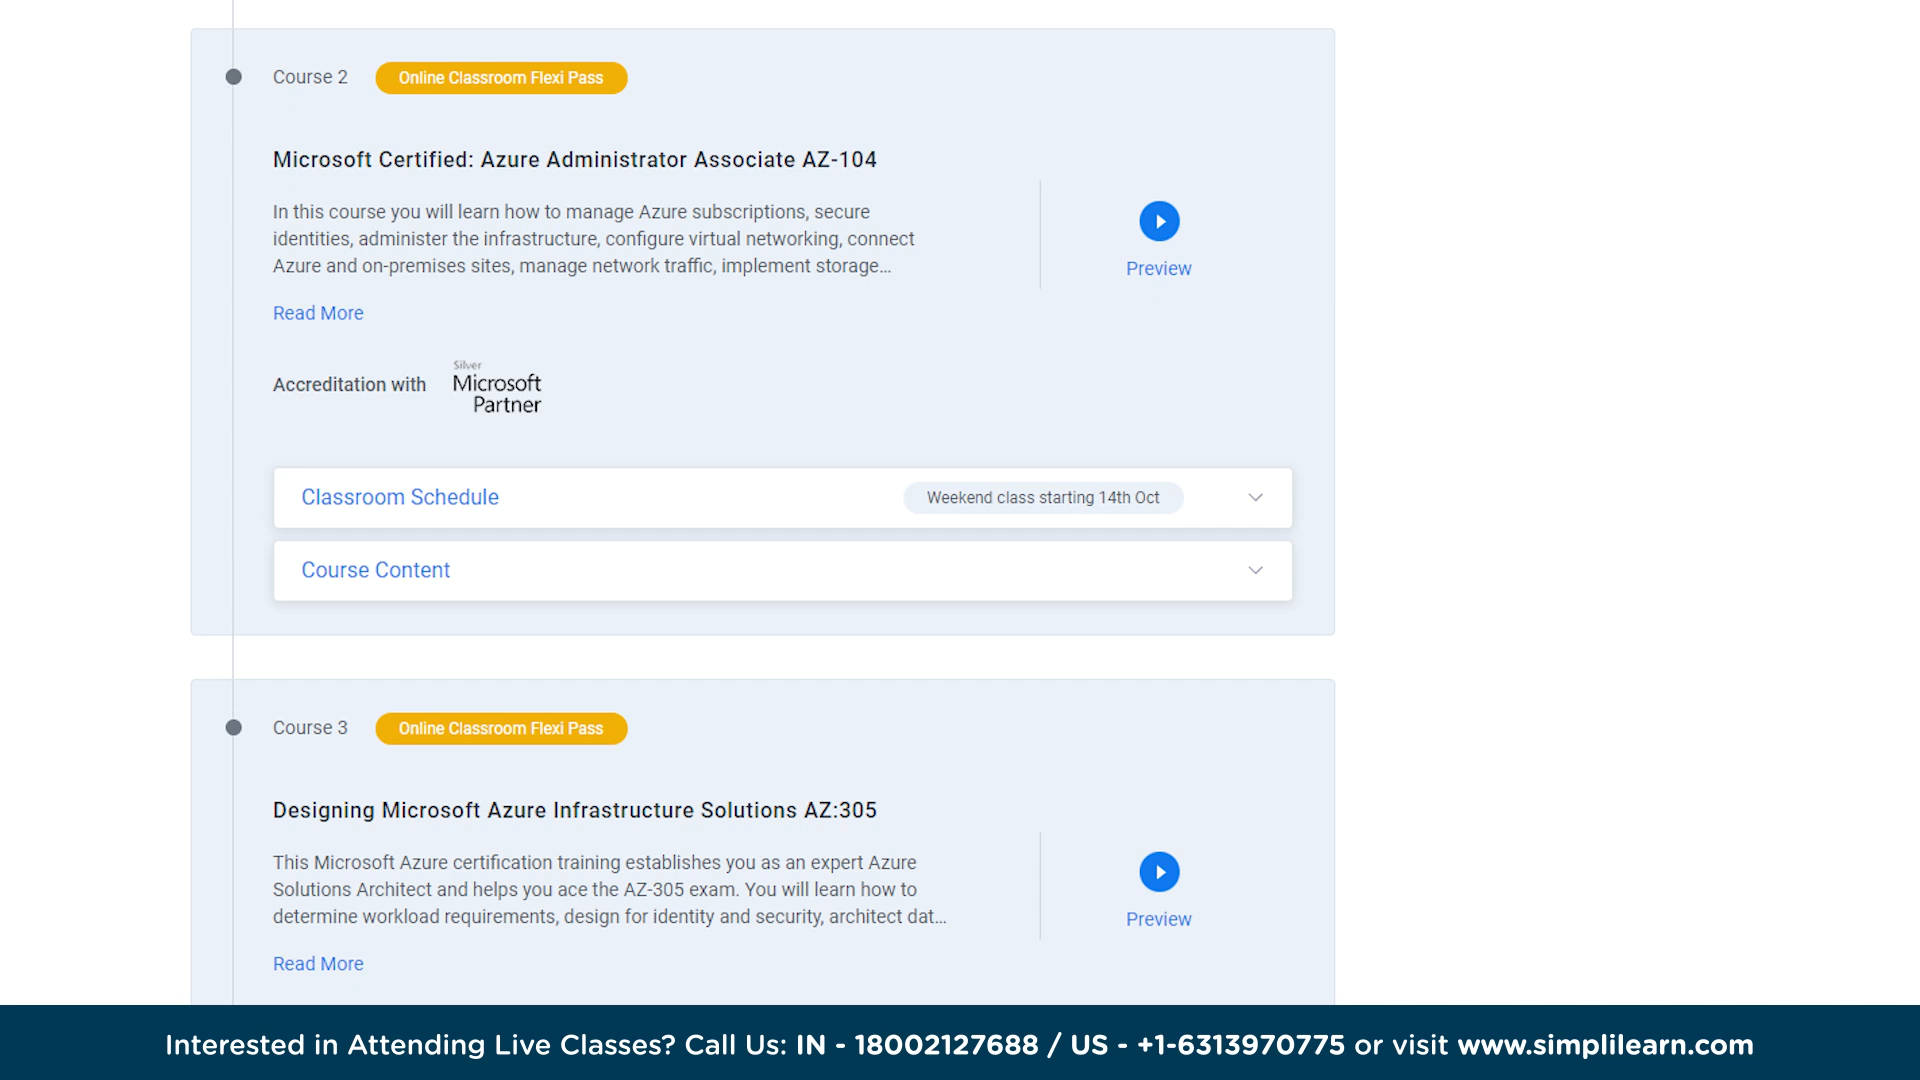 Course 2
Online Classroom Flexi Pass
Microsoft Certified: Azure Administrator Associate AZ-104
In this course you will learn how to manage Azure subscriptions, secure
identities, administer the infrastructure, configure virtual networking, connect
Azure and on-premises sites, manage network traffic, implement storage...
Preview
Read More
Accreditation with
Silver
Microsoft
Partner
Classroom Schedule
Weekend class starting 14th Oct
Course Content
Course 3
Online Classroom Flexi Pass
Designing Microsoft Azure Infrastructure Solutions AZ:305
This Microsoft Azure certification training establishes you as an expert Azure
Solutions Architect and helps you ace the AZ-305 exam. You will learn how to
determine workload requirements, design for identity and security, architect dat...
Preview
Read More
Interested in Attending Live Classes? Call Us: IN - 18002127688 / US - +1-6313970775 or visit www.simplilearn.com